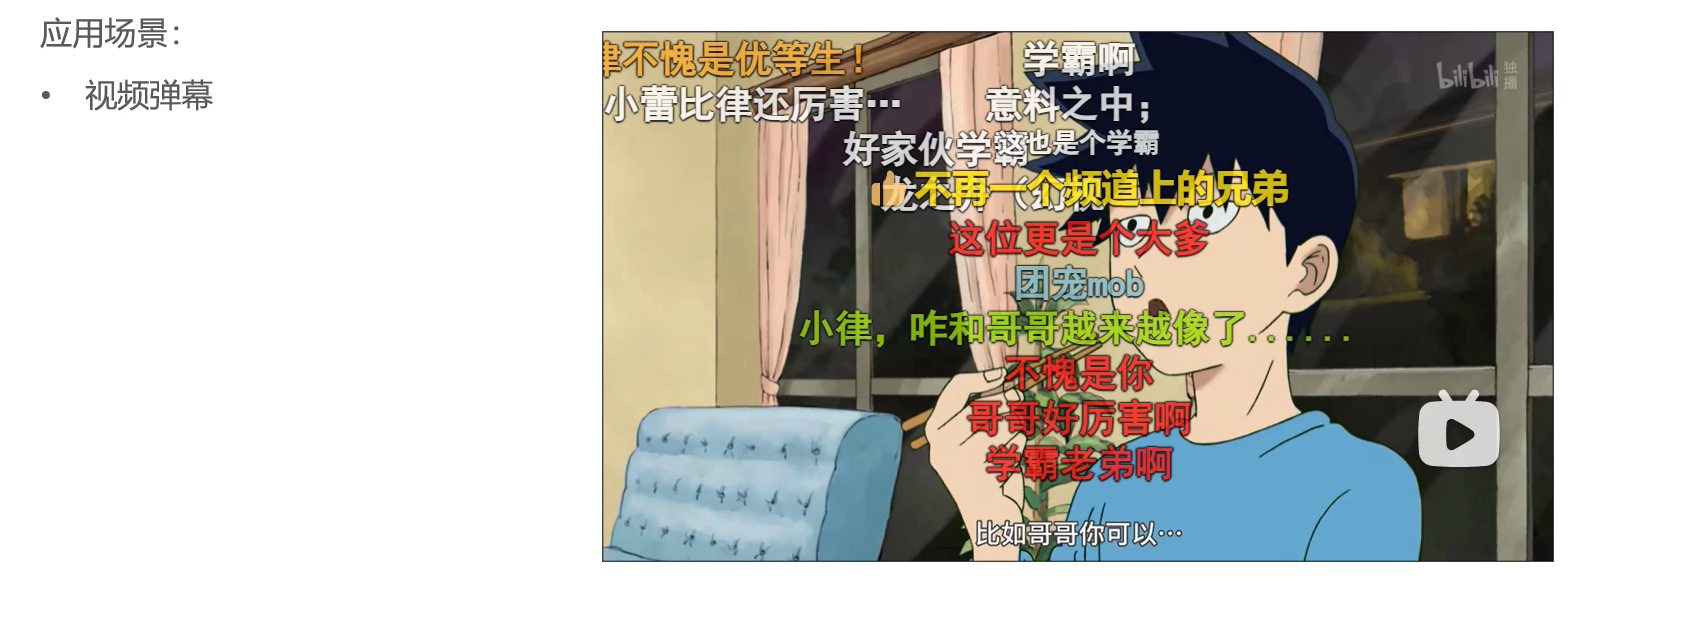 应用场景：
• 视频弹幕
律不愧是优等生！
学霸啊
bilibili 独播
小蕾比律还厉害…
意料之中；
好家伙学霸
这也是个学霸
不再一个频道上的兄弟
这位更是个大爹
团宠mob
小律，咋和哥哥越来越像了......
不愧是你
哥哥好厉害啊
学霸老弟啊
比如哥哥你可以…